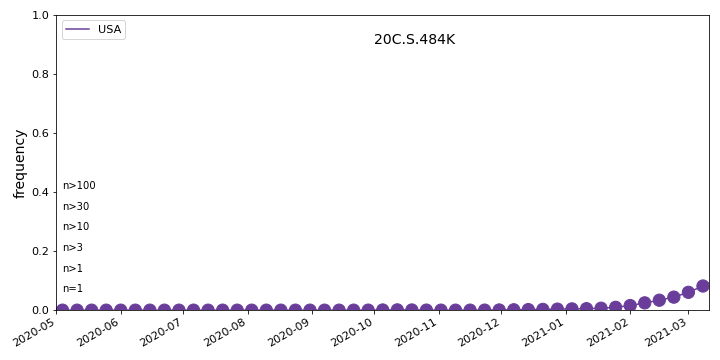 20C.S.484K
USA
frequency
1.0
0.8
0.6
0.4
0.2
0.0
n>100
n>30
n>10
n>3
n>1
n=1
2020-05
2020-06
2020-07
2020-08
2020-09
2020-10
2020-11
2020-12
2021-01
2021-02
2021-03